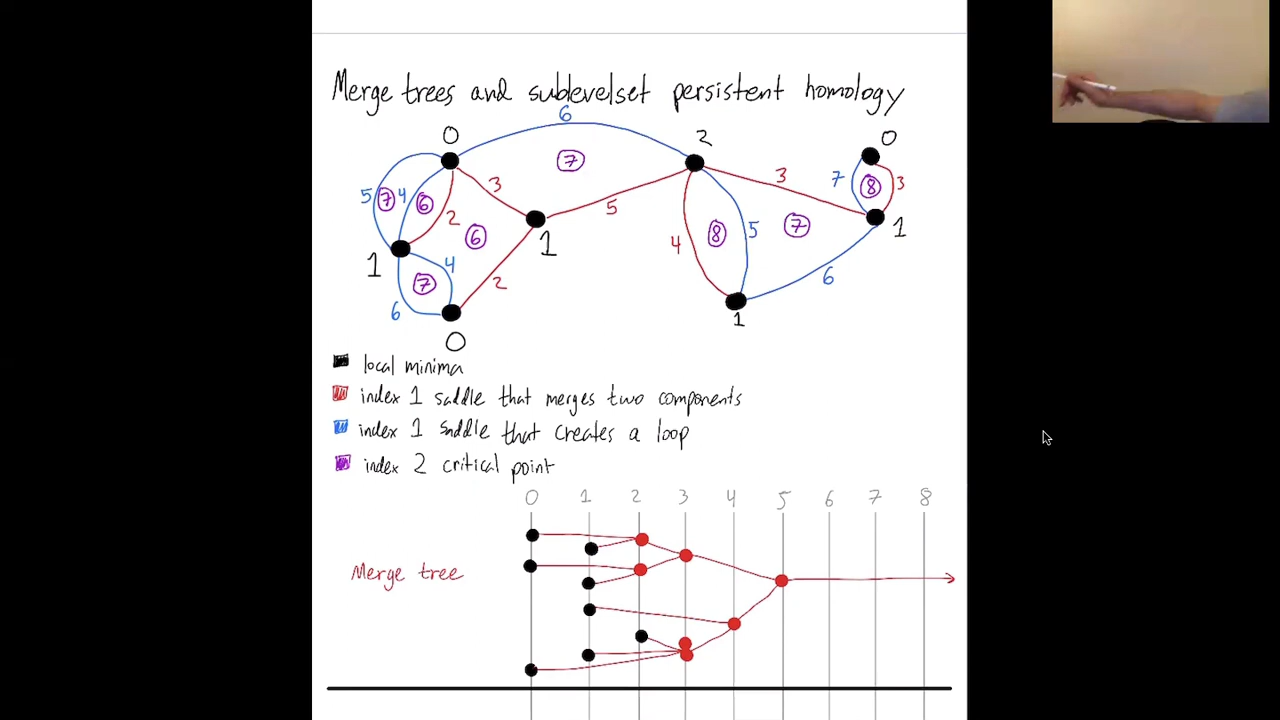 Merge trees and sublevelset persistent homology
6
0 2 0
7
3 3 7 8 3
5 7 4 6 2
5 1
6 1 4 8 5 7
1 4
7 2 6
6 1
0
local minima
index 1 saddle that merges two components
index 1 saddle that creates a loop
index 2 critical point
0 1 2 3 4 5 6 7 8
Merge tree